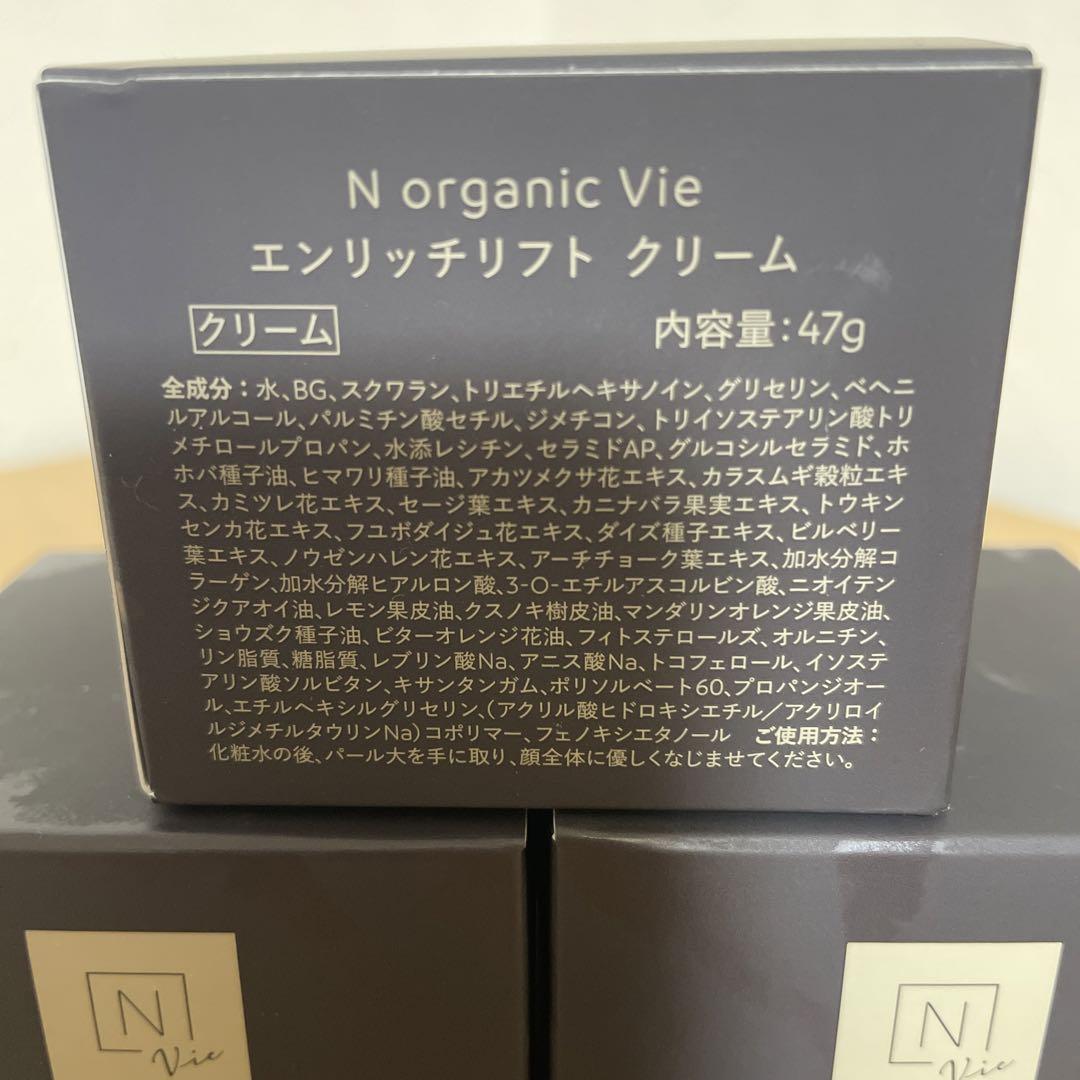 N organic Vie
エンリッチリフト クリーム
クリーム 内容量:47g
全成分:水、BG、スクワラン、トリエチルヘキサノイン、グリセリン、ベヘニ
ルアルコール、パルミチン酸セチル、ジメチコン、トリイソステアリン酸トリ
メチロールプロパン、水添レシチン、セラミドAP、グルコシルセラミド、ホ
ホバ種子油、ヒマワリ種子油、アカツメクサ花エキス、カラスムギ穀粒エキ
ス、カミツレ花エキス、セージ葉エキス、カニナバラ果実エキス、トウキン
センカ花エキス、フユボダイジュ花エキス、ダイズ種子エキス、ビルベリー
葉エキス、ノウゼンハレン花エキス、アーチチョーク葉エキス、加水分解コ
ラーゲン、加水分解ヒアルロン酸、3-O-エチルアスコルビン酸、ニオイテン
ジクアオイ油、レモン果皮油、クスノキ樹皮油、マンダリンオレンジ果皮油、
ショウズク種子油、ビターオレンジ花油、フィトステロールズ、オルニチン、
リン脂質、糖脂質、レブリン酸Na、アニス酸Na、トコフェロール、イソステ
アリン酸ソルビタン、キサンタンガム、ポリソルベート60、プロパンジオー
ル、エチルヘキシルグリセリン、(アクリル酸ヒドロキシエチル/アクリロイ
ルジメチルタウリンNa)コポリマー、フェノキシエタノール ご使用方法:
化粧水の後、パール大を手に取り、顔全体に優しくなじませてください。
N
Vie
N
Vie